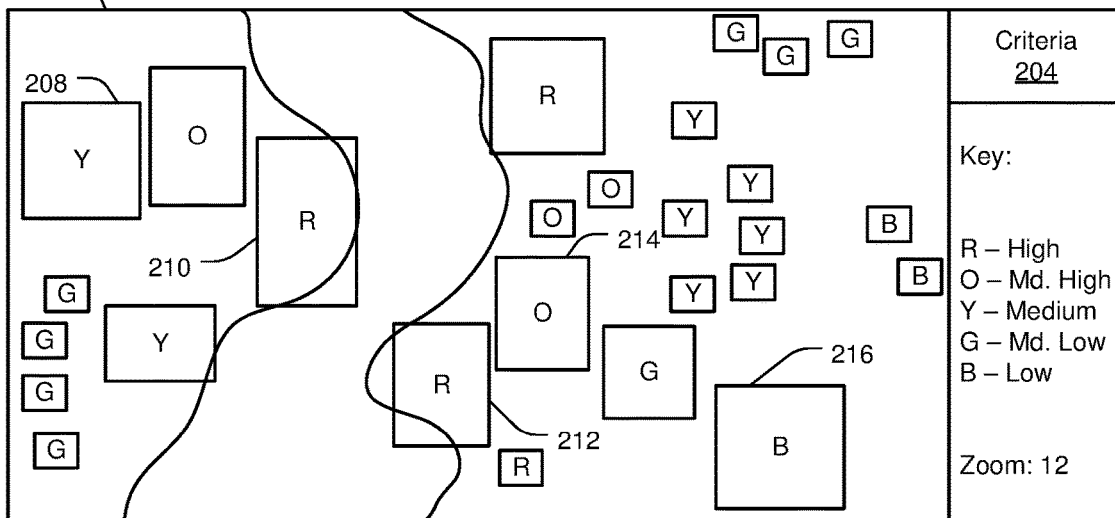 G
G
G
Criteria
204
208
R
Y
O
Y
Key:
R
O
Y
O
Y
Y
B
214
210
B
R – High
G
Y
Y
O – Md. High
O
Y – Medium
G
Y
G – Md. Low
216
G
R
G
B – Low
212
G
B
R
Zoom: 12